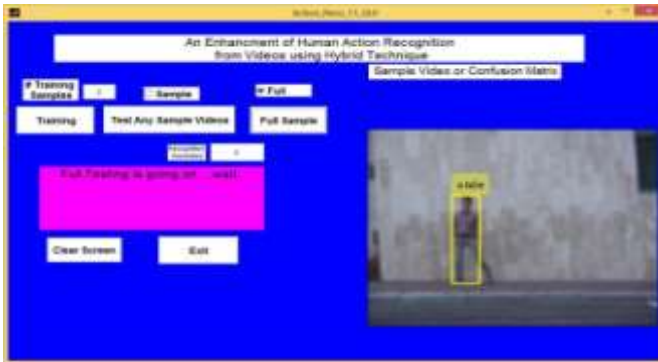 An Enhancment of Human Action Recognition
from Videos using Hybrid Technique
Sample Video or Confusion Matrix
# Training
Samples
Sample
Full
Training
Test Any Sample Videos
Full Sample
Full Testing is going on ...wait
Clear Screen
Exit